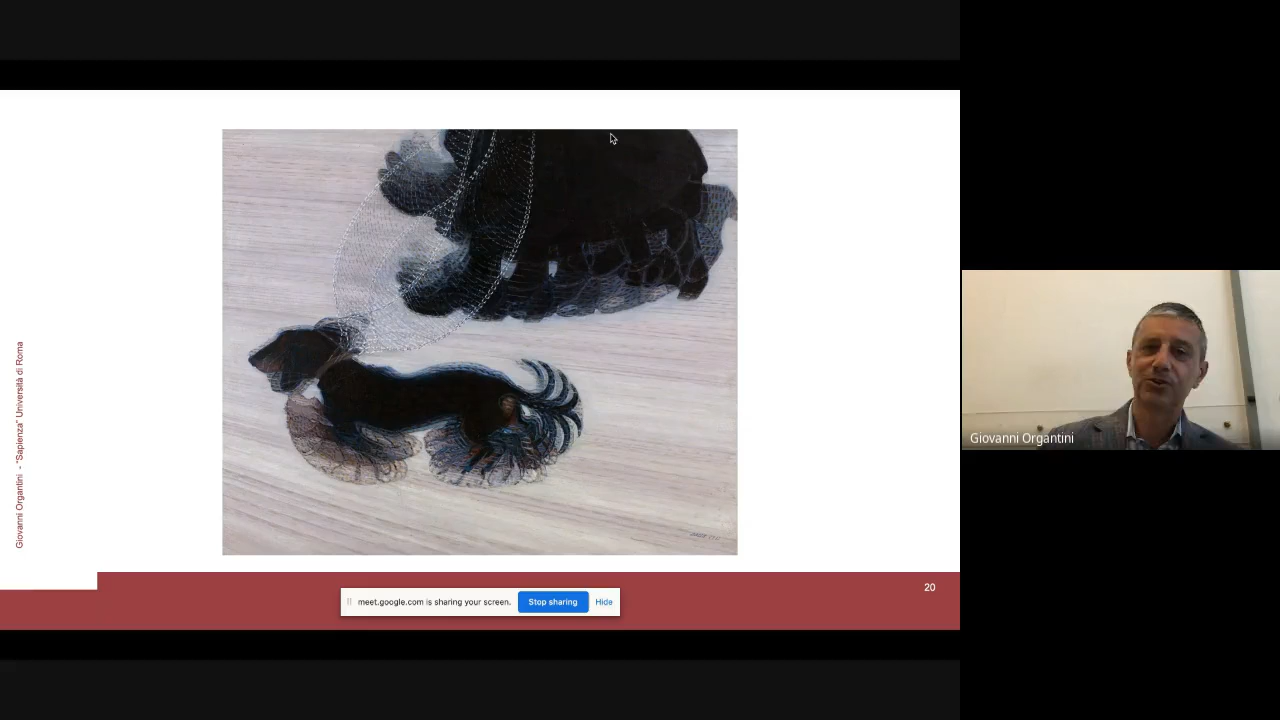 Giovanni Organtini - "Sapienza" Università di Roma
20
meet.google.com is sharing your screen.
Stop sharing
Hide
Giovanni Organtini